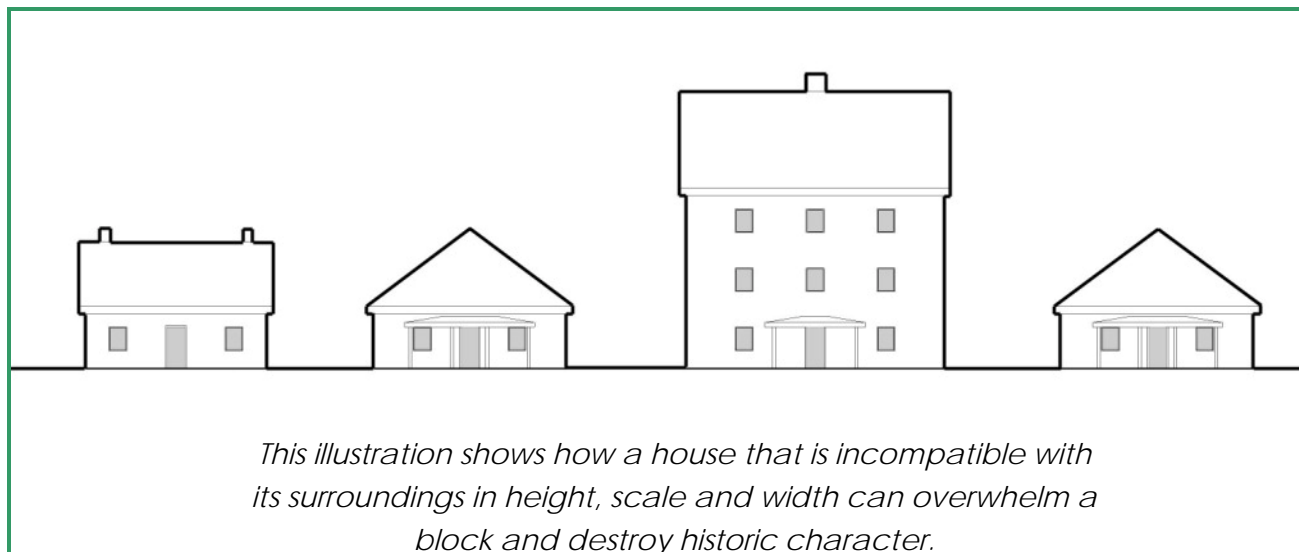 This illustration shows how a house that is incompatible with
its surroundings in height, scale and width can overwhelm a
block and destroy historic character.